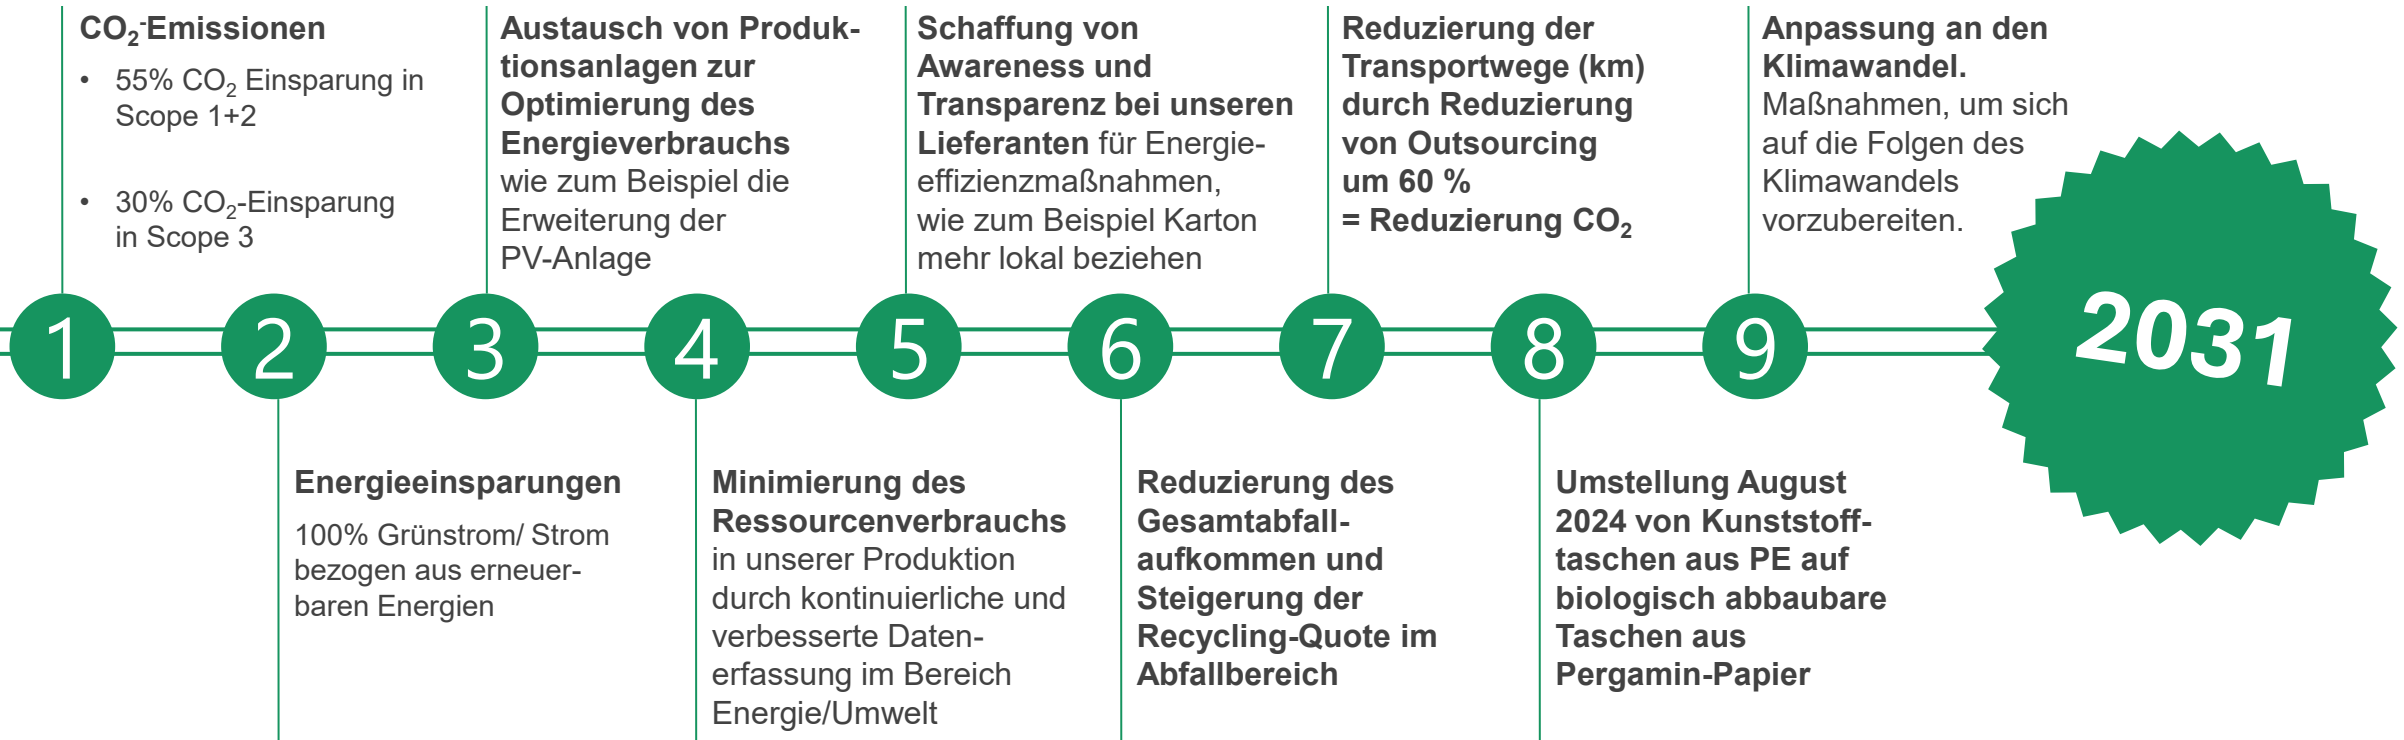 CO₂-Emissionen
• 55% CO₂ Einsparung in
Scope 1+2
• 30% CO₂-Einsparung
in Scope 3
Austausch von Produk-
tionsanlagen zur
Optimierung des
Energieverbrauchs
wie zum Beispiel die
Erweiterung der
PV-Anlage
Schaffung von
Awareness und
Transparenz bei unseren
Lieferanten für Energie-
effizienzmaßnahmen,
wie zum Beispiel Karton
mehr lokal beziehen
Reduzierung der
Transportwege (km)
durch Reduzierung
von Outsourcing
um 60 %
= Reduzierung CO₂
Anpassung an den
Klimawandel.
Maßnahmen, um sich
auf die Folgen des
Klimawandels
vorzubereiten.
1 2 3 4 5 6 7 8 9
2031
Energieeinsparungen
100% Grünstrom/ Strom
bezogen aus erneuer-
baren Energien
Minimierung des
Ressourcenverbrauchs
in unserer Produktion
durch kontinuierliche und
verbesserte Daten-
erfassung im Bereich
Energie/Umwelt
Reduzierung des
Gesamtabfall-
aufkommen und
Steigerung der
Recycling-Quote im
Abfallbereich
Umstellung August
2024 von Kunststoff-
taschen aus PE auf
biologisch abbaubare
Taschen aus
Pergamin-Papier